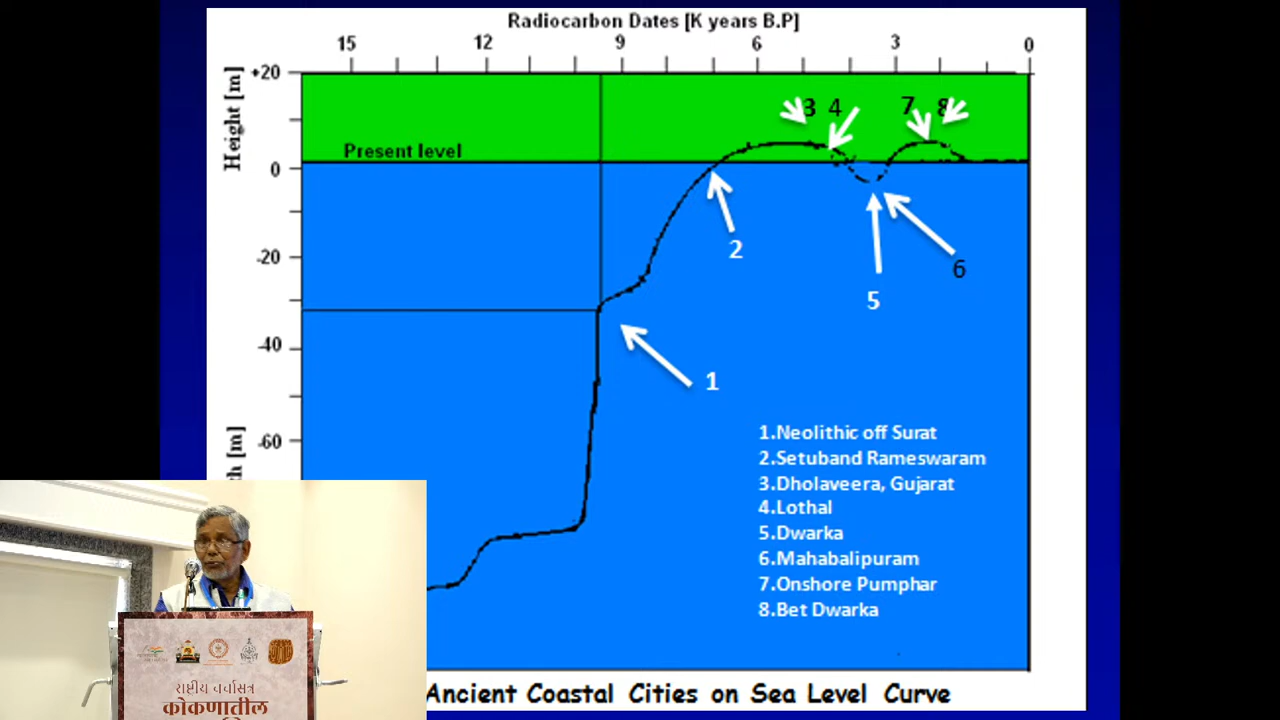 Radiocarbon Dates [K years B.P]
15 12 9 6 3 0
Height [m]
+20
0
-20
-40
-60
Present level
3 4 7 8
2
6
5
1
1.Neolithic off Surat
2.Setuband Rameswaram
3.Dholaveera, Gujarat
4.Lothal
5.Dwarka
6.Mahabalipuram
7.Onshore Pumphar
8.Bet Dwarka
[m]
Ancient Coastal Cities on Sea Level Curve
राष्ट्रीय चर्चासत्र
कोकणातील